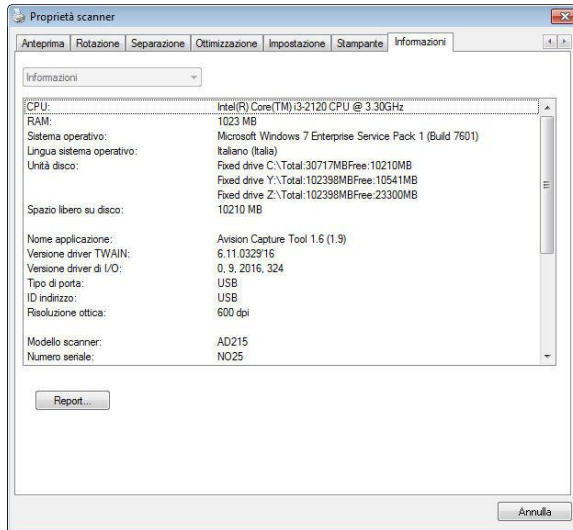 Proprietà scanner
Anteprima Rotazione Separazione Ottimizzazione Impostazione Stampante Informazioni
Informazioni
CPU: Intel(R) Core(TM) i3-2120 CPU @ 3.30GHz
RAM: 1023 MB
Sistema operativo: Microsoft Windows 7 Enterprise Service Pack 1 (Build 7601)
Lingua sistema operativo: Italiano (Italia)
Unità disco: Fixed drive C:\Total:30717MBFree:10210MB
Fixed drive Y:\Total:102398MBFree:10541MB
Fixed drive Z:\Total:102398MBFree:23300MB
Spazio libero su disco: 10210 MB
Nome applicazione: Avision Capture Tool 1.6 (1.9)
Versione driver TWAIN: 6.11.0329'16
Versione driver di I/O: 0, 9, 2016, 324
Tipo di porta: USB
ID indirizzo: USB
Risoluzione ottica: 600 dpi
Modello scanner: AD215
Numero seriale: NO25
Report...
Annulla